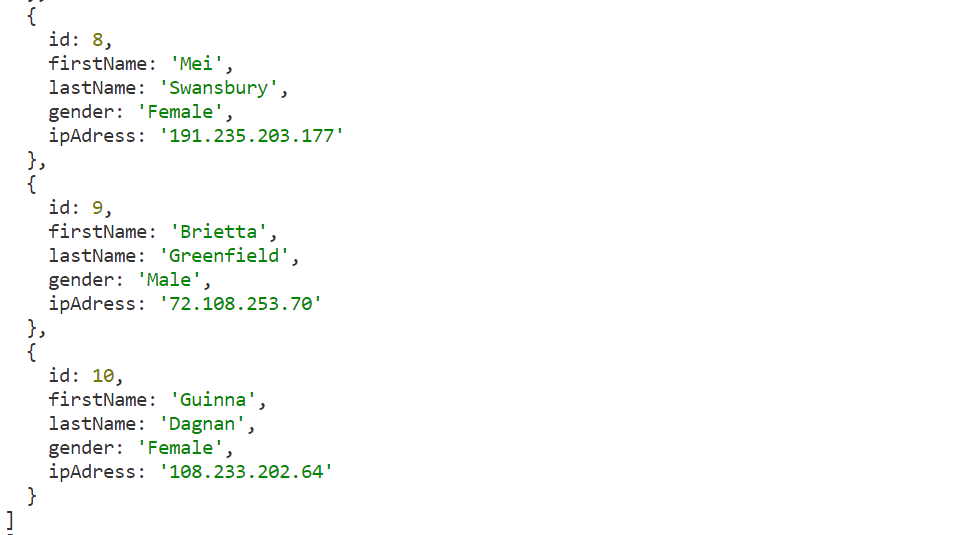 {
id: 8,
firstName: 'Mei',
lastName: 'Swansbury',
gender: 'Female',
ipAdress: '191.235.203.177'
},
{
id: 9,
firstName: 'Brietta',
lastName: 'Greenfield',
gender: 'Male',
ipAdress: '72.108.253.70'
},
{
id: 10,
firstName: 'Guinna',
lastName: 'Dagnan',
gender: 'Female',
ipAdress: '108.233.202.64'
}
]